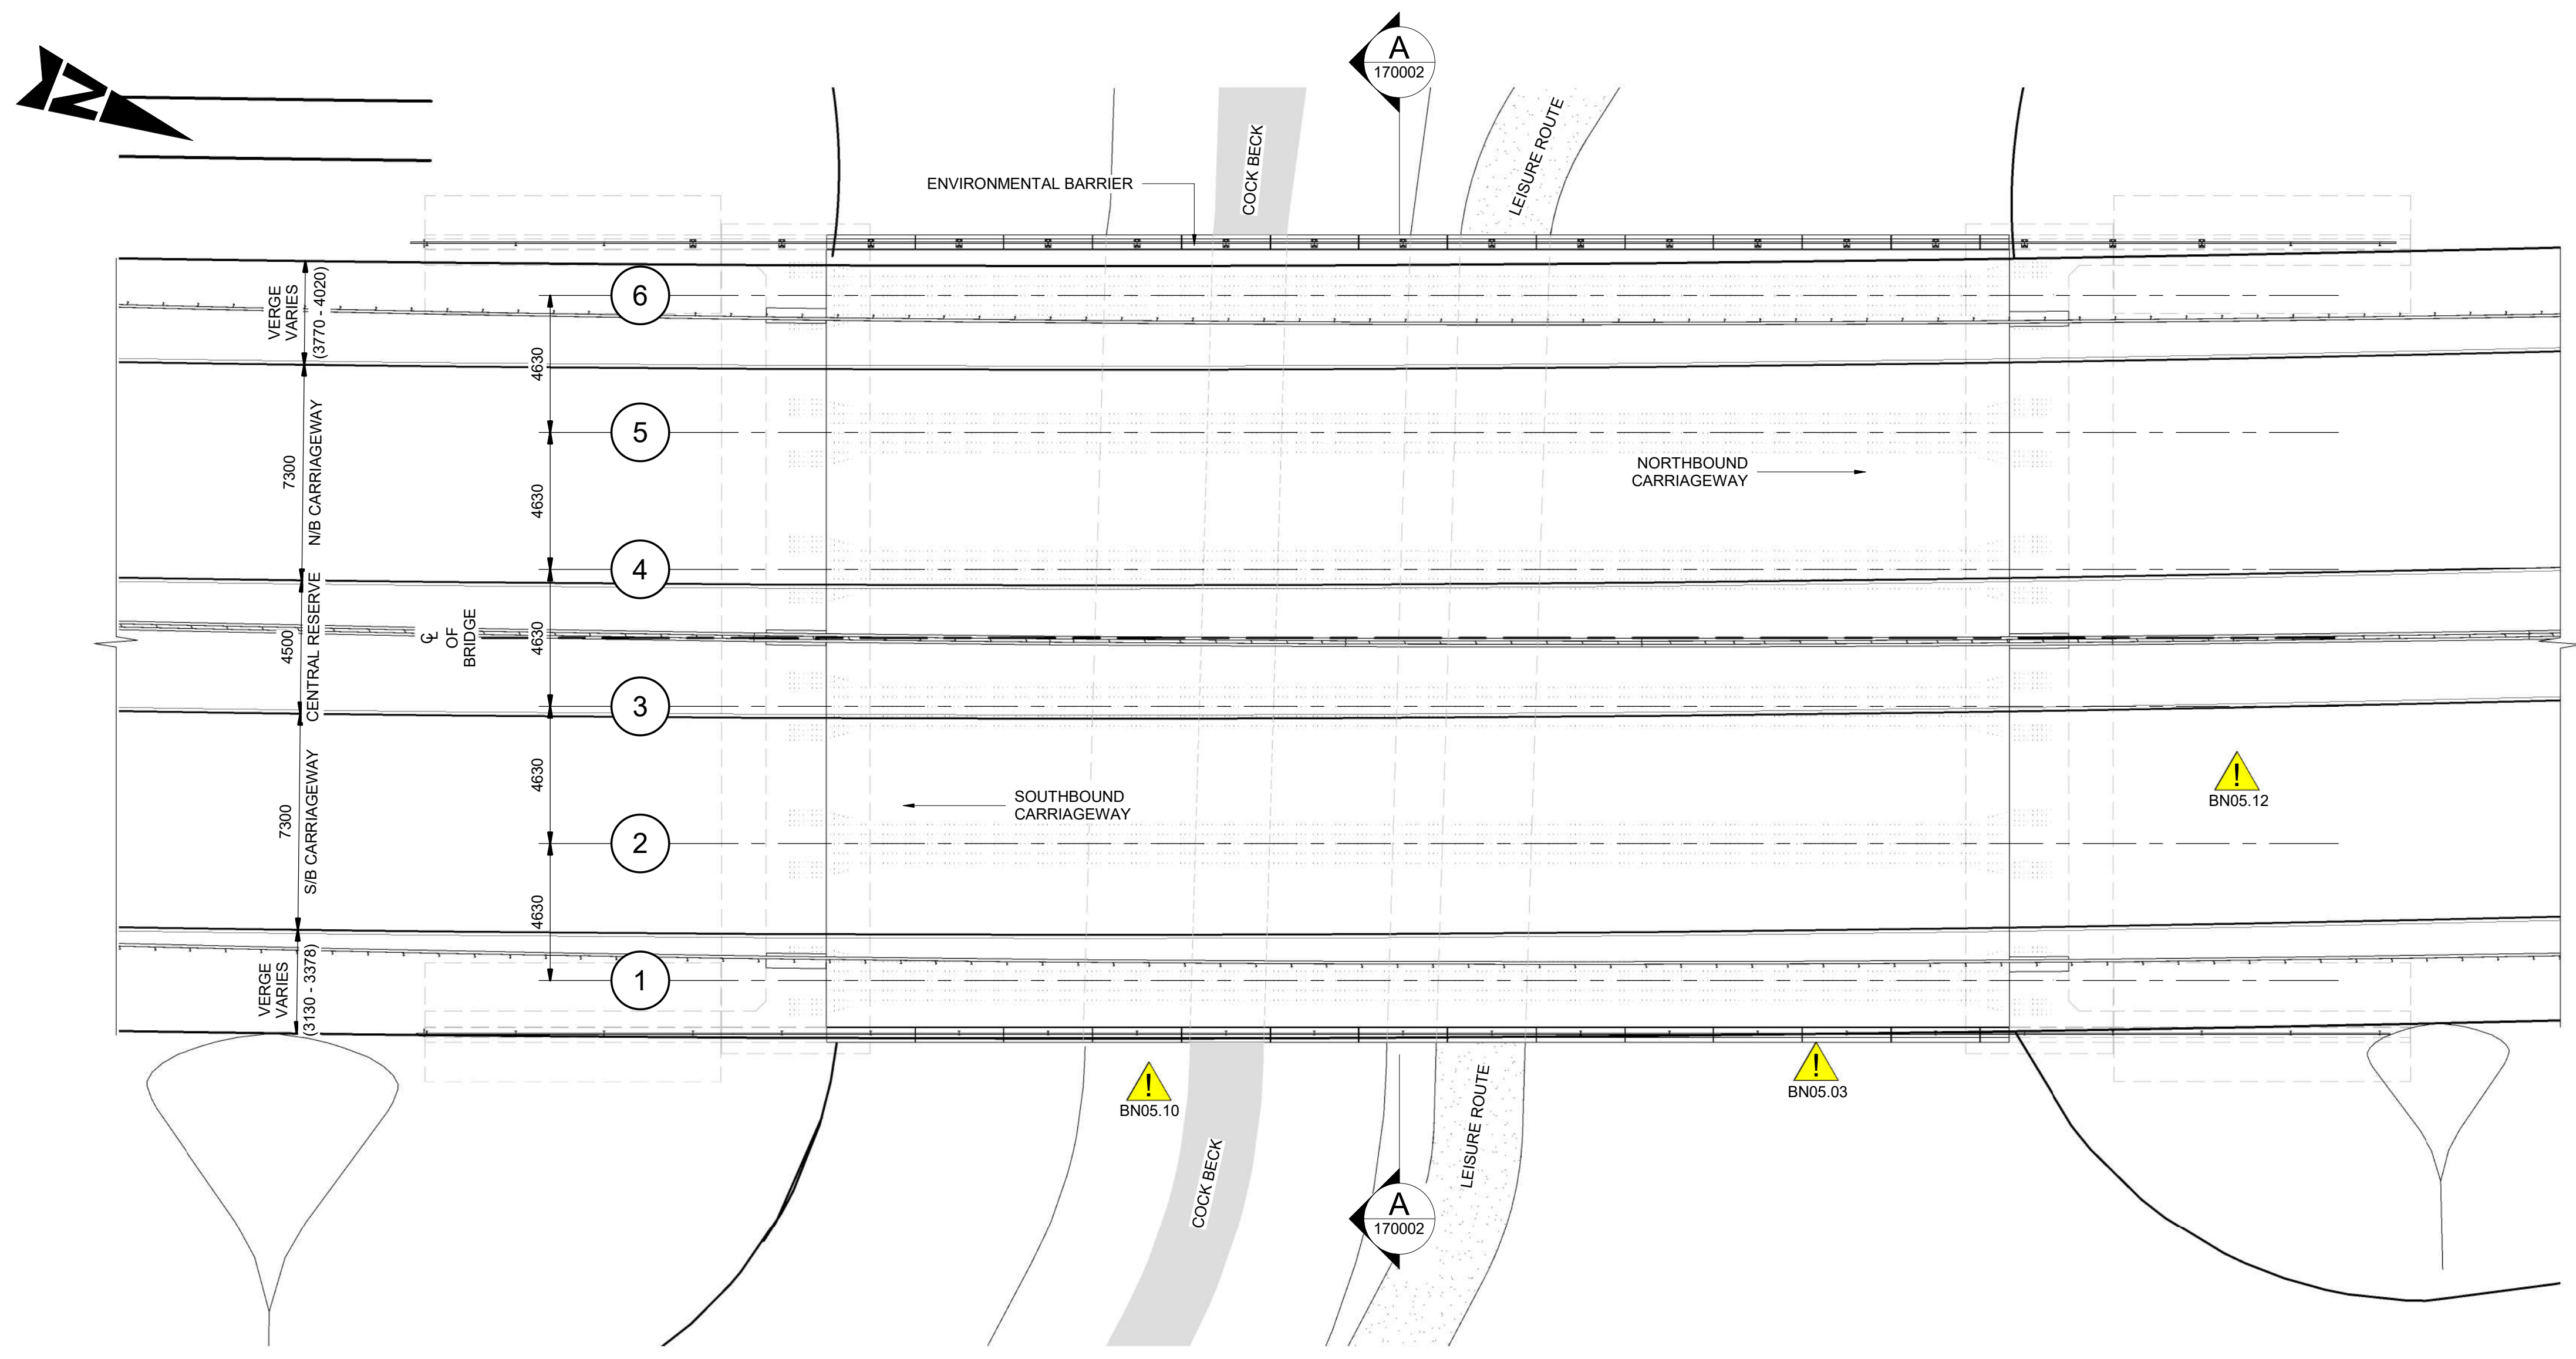 N
A
170002
COCK BECK
LEISURE ROUTE
ENVIRONMENTAL BARRIER
VERGE
VARIES
(3770 - 4020)
6
4630
5
7300
N/B CARRIAGEWAY
4630
NORTHBOUND
CARRIAGEWAY
4
4500
CENTRAL RESERVE
CL
OF
BRIDGE
4630
3
7300
S/B CARRIAGEWAY
4630
SOUTHBOUND
CARRIAGEWAY
!
BN05.12
2
4630
VERGE
VARIES
(3130 - 3378)
1
!
BN05.10
!
BN05.03
COCK BECK
LEISURE ROUTE
A
170002